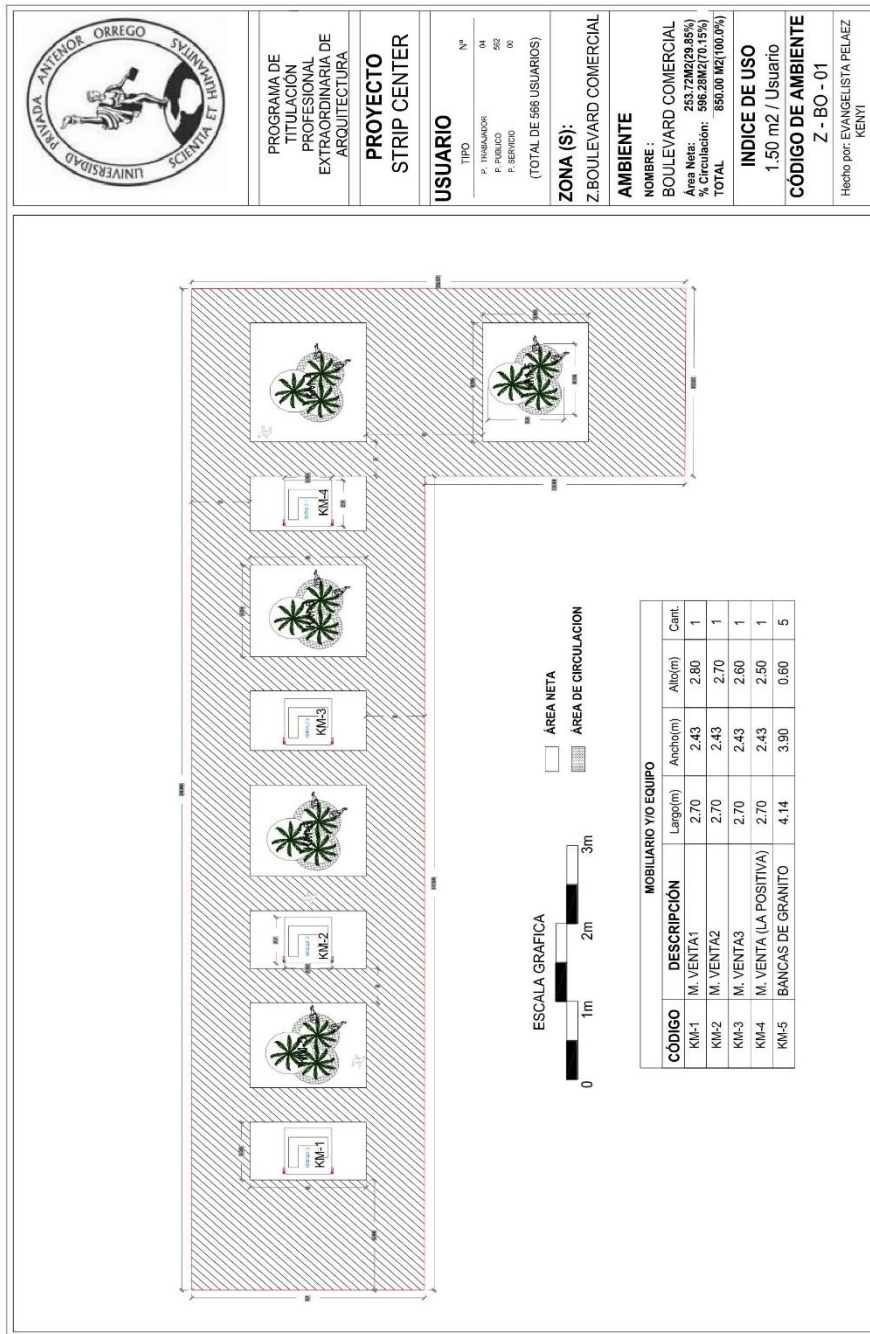 UNIVERSIDAD PRIVADA ANTENOR ORREGO
SCIENTIA ET HUMANITAS
PROGRAMA DE
TITULACIÓN
PROFESIONAL
EXTRAORDINARIA DE
ARQUITECTURA
PROYECTO
STRIP CENTER
USUARIO
TIPO Nº
P. TRABAJADOR 04
P. PUBLICO 562
P. SERVICIO 00
(TOTAL DE 566 USUARIOS)
ZONA (S):
Z.BOULEVARD COMERCIAL
AMBIENTE
NOMBRE :
BOULEVARD COMERCIAL
Área Neta: 253.72M2(29.85%)
% Circulación: 596.28M2(70.15%)
TOTAL 850.00 M2(100.0%)
INDICE DE USO
1.50 m2 / Usuario
CÓDIGO DE AMBIENTE
Z - BO - 01
Hecho por: EVANGELISTA PELAEZ
KENYI
KM-1
KM-2
KM-3
KM-4
ESCALA GRAFICA
0 1m 2m 3m
ÁREA NETA
ÁREA DE CIRCULACION
MOBILIARIO Y/O EQUIPO
CÓDIGO DESCRIPCIÓN Largo(m) Ancho(m) Alto(m) Cant.
KM-1 M. VENTA1 2.70 2.43 2.80 1
KM-2 M. VENTA2 2.70 2.43 2.70 1
KM-3 M. VENTA3 2.70 2.43 2.60 1
KM-4 M. VENTA (LA POSITIVA) 2.70 2.43 2.50 1
KM-5 BANCAS DE GRANITO 4.14 3.90 0.60 5